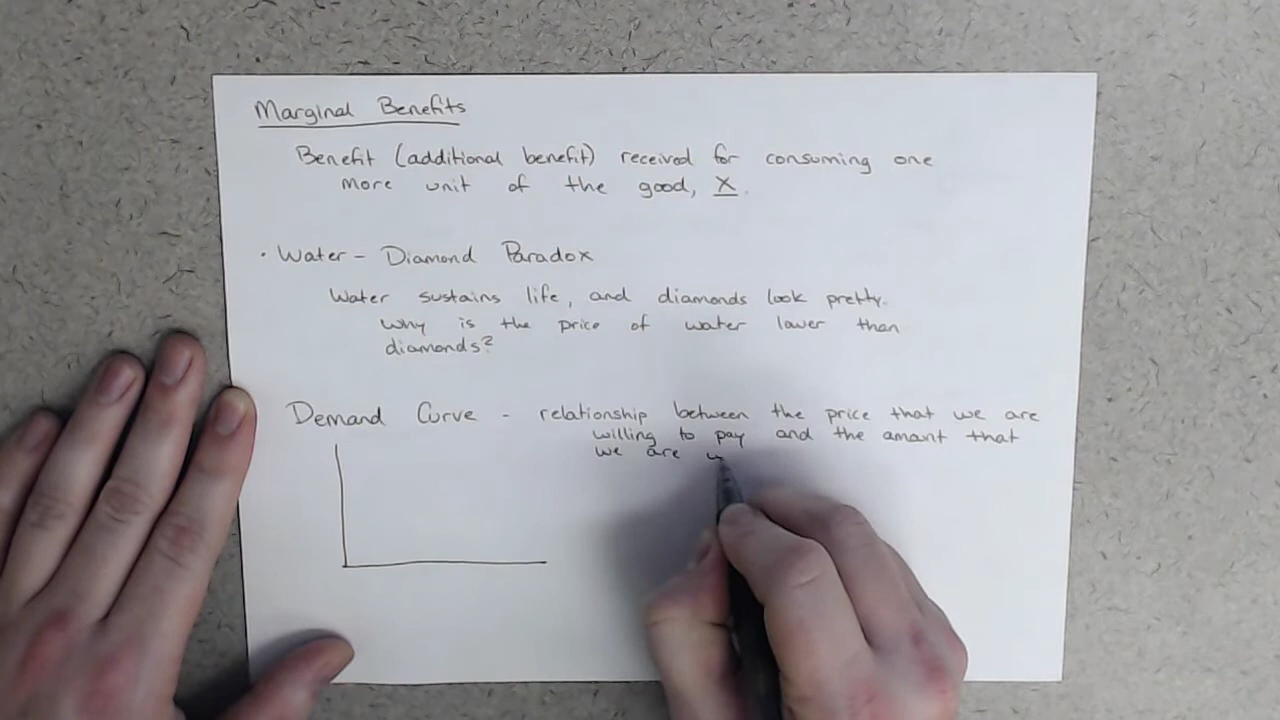 Marginal Benefits
Benefit (additional benefit) received for consuming one
more unit of the good, X.
• Water - Diamond Paradox
Water sustains life, and diamonds look pretty.
Why is the price of water lower than
diamonds?
Demand Curve - relationship between the price that we are
willing to pay and the amount that
we are w